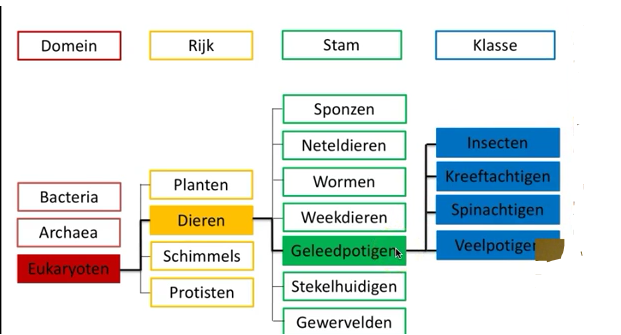 Domein
Rijk
Stam
Klasse
Bacteria
Archaea
Eukaryoten
Planten
Dieren
Schimmels
Protisten
Sponzen
Neteldieren
Wormen
Weekdieren
Geleedpotigen
Stekelhuidigen
Gewervelden
Insecten
Kreeftachtigen
Spinachtigen
Veelpotigen